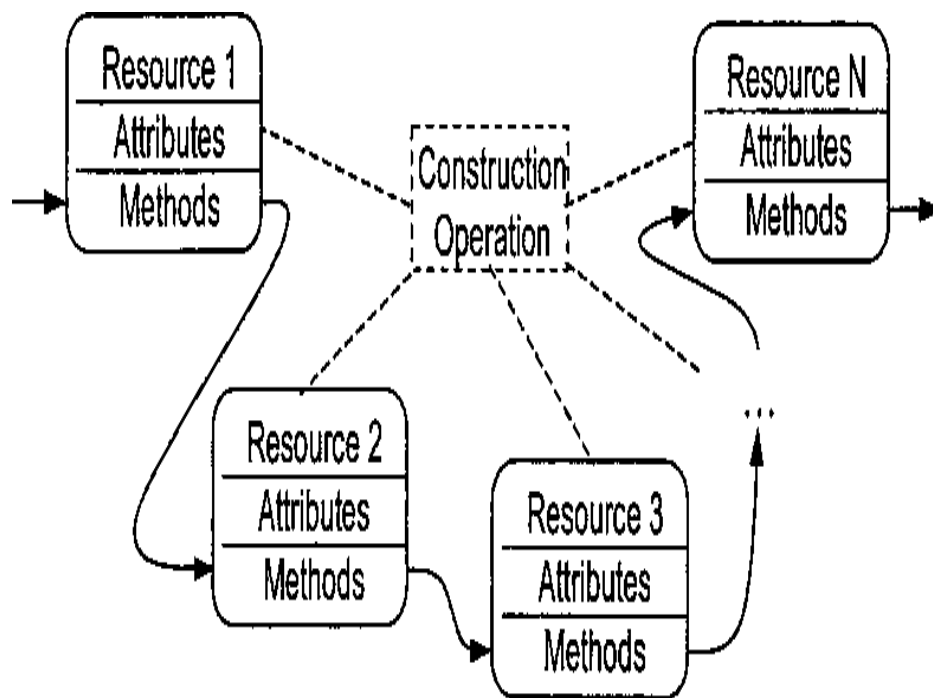 Resource 1
Attributes
Methods
Construction
Operation
Resource N
Attributes
Methods
Resource 2
Attributes
Methods
Resource 3
Attributes
Methods
...